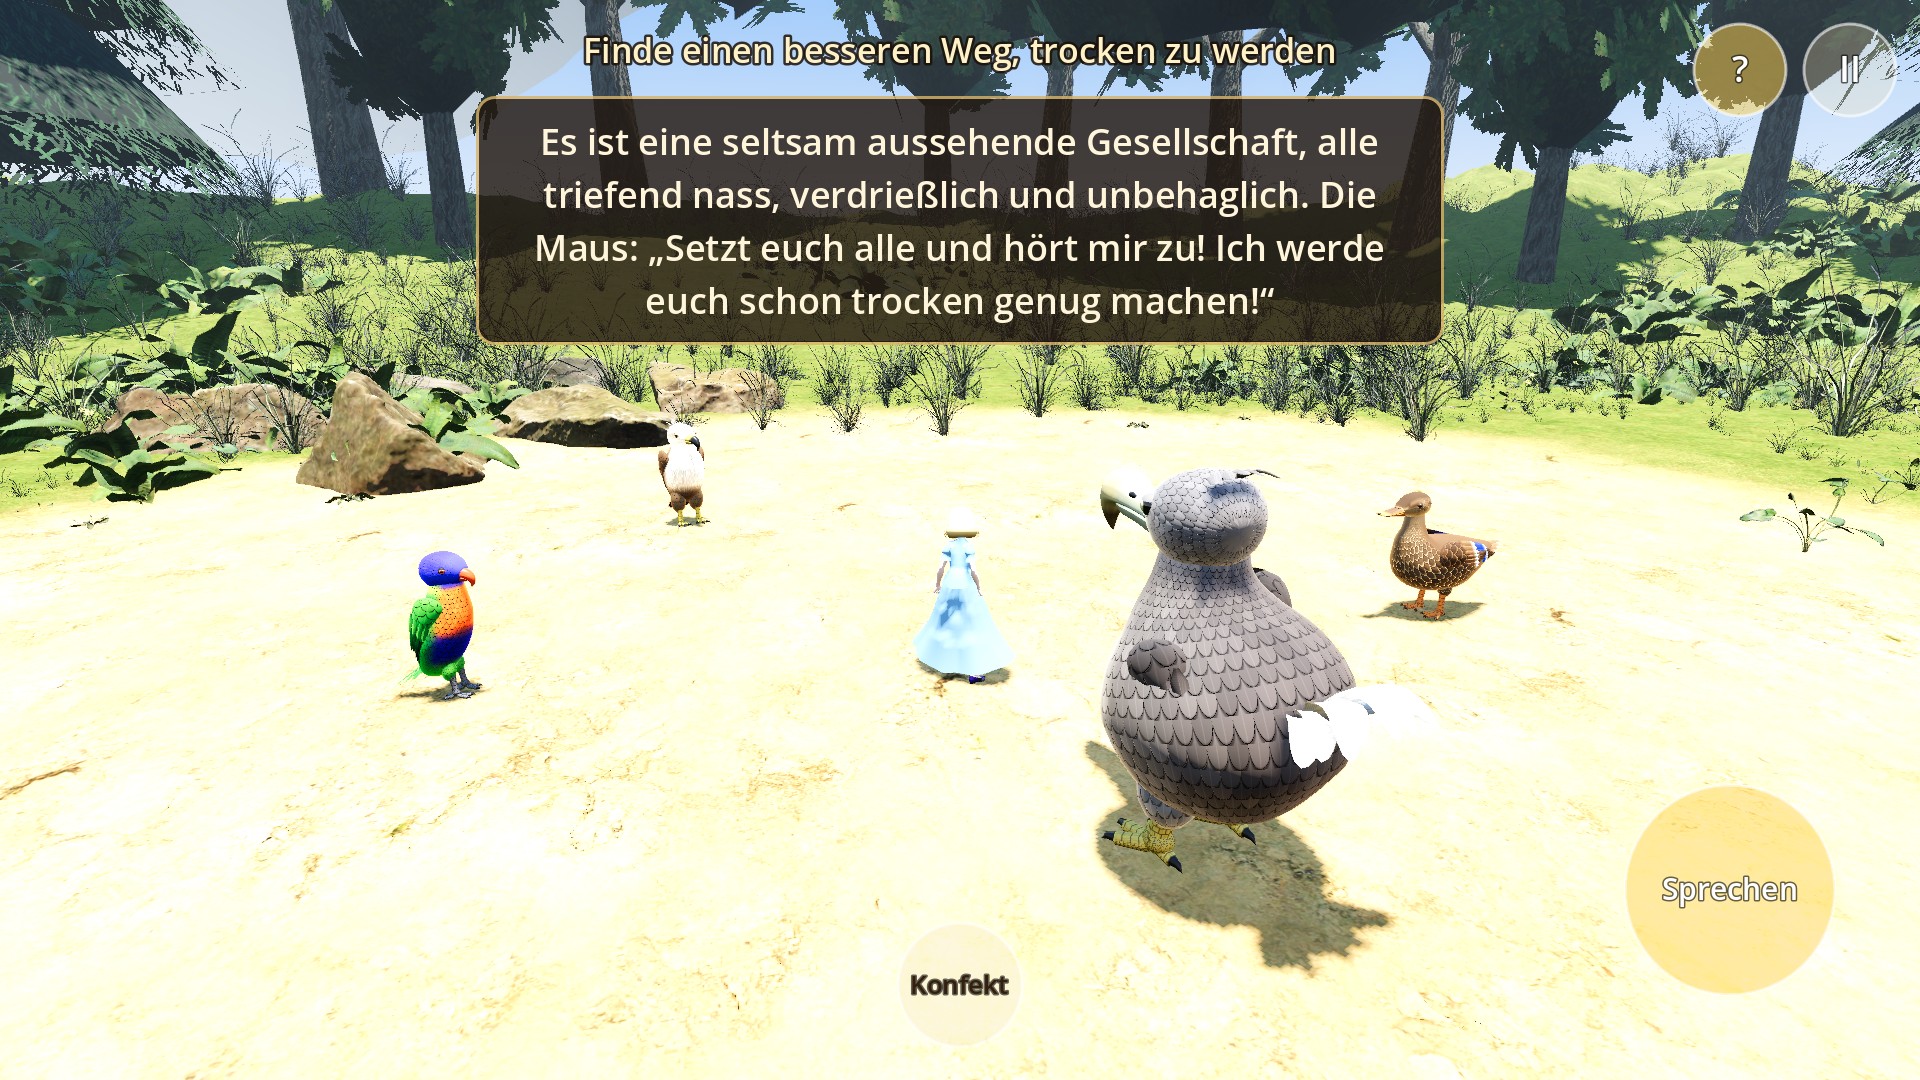 Finde einen besseren Weg, trocken zu werden
?
Es ist eine seltsam aussehende Gesellschaft, alle
triefend nass, verdrießlich und unbehaglich. Die
Maus: „Setzt euch alle und hört mir zu! Ich werde
euch schon trocken genug machen!“
Sprechen
Konfekt